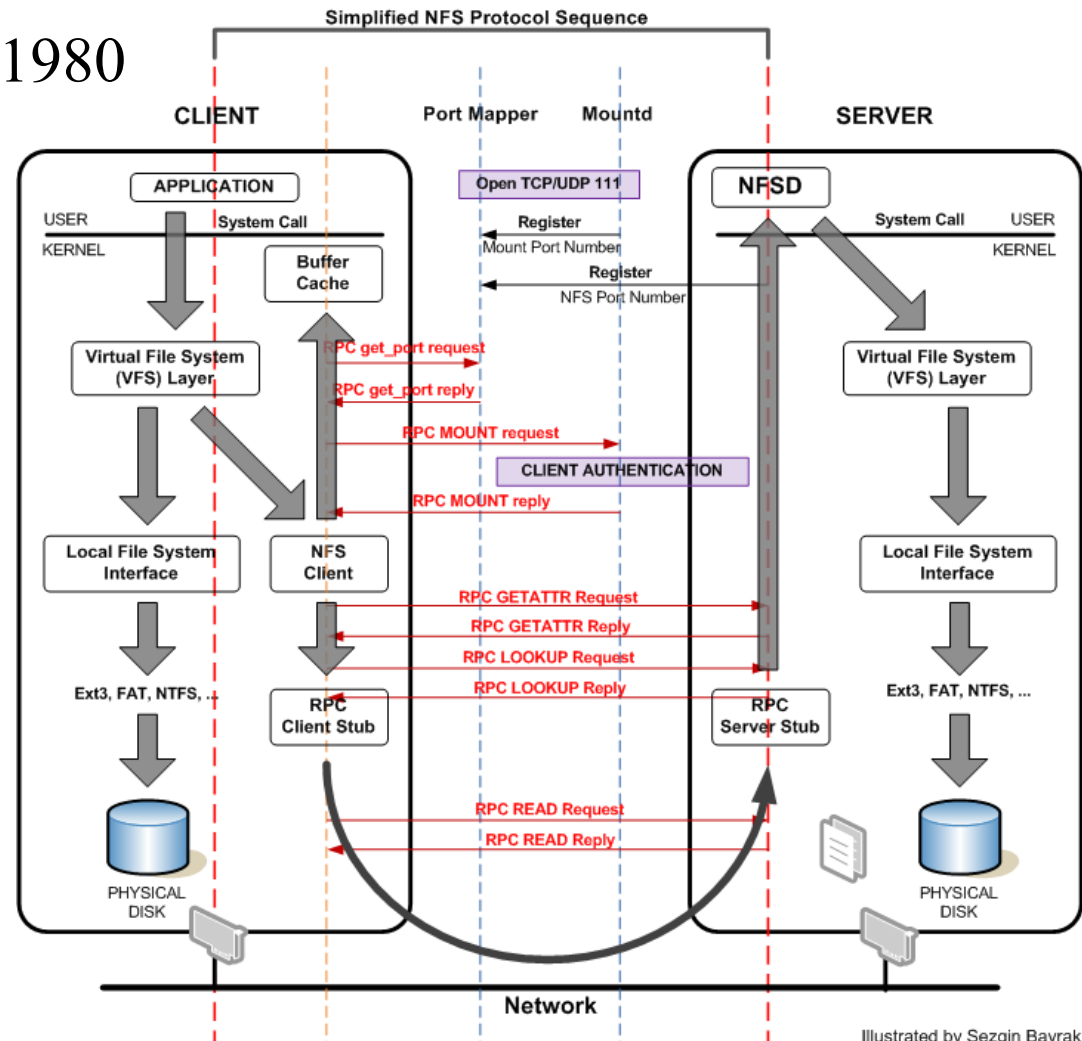 Simplified NFS Protocol Sequence
1980
CLIENT
Port Mapper
Mountd
SERVER
APPLICATION
Open TCP/UDP 111
NFSD
USER
System Call
KERNEL
Register
Mount Port Number
System Call
USER
KERNEL
Buffer
Cache
Register
NFS Port Number
Virtual File System
(VFS) Layer
RPC get_port request
RPC get_port reply
RPC MOUNT request
CLIENT AUTHENTICATION
RPC MOUNT reply
Virtual File System
(VFS) Layer
Local File System
Interface
NFS
Client
Local File System
Interface
RPC GETATTR Request
RPC GETATTR Reply
RPC LOOKUP Request
RPC LOOKUP Reply
Ext3, FAT, NTFS, ...
RPC
Client Stub
RPC
Server Stub
Ext3, FAT, NTFS, ...
RPC READ Request
RPC READ Reply
PHYSICAL
DISK
PHYSICAL
DISK
Network
Illustrated by Sezgin Bayrak